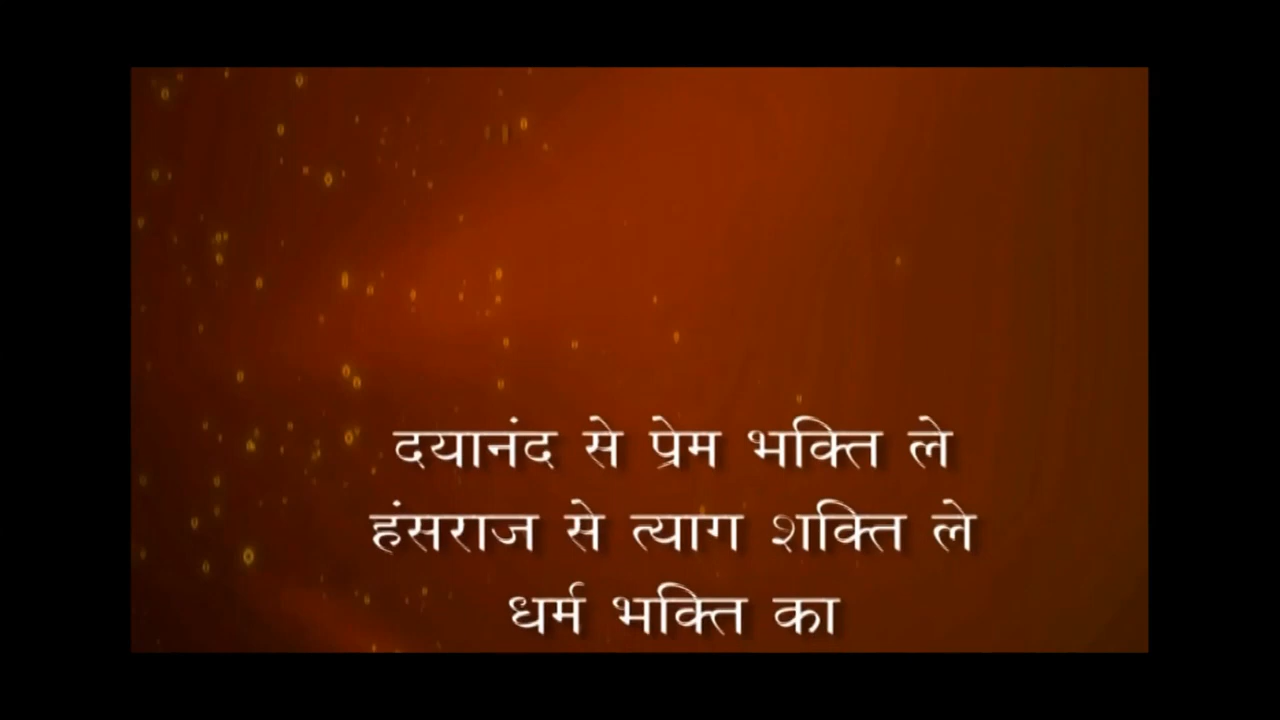 दयानंद से प्रेम भक्ति ले
हंसराज से त्याग शक्ति ले
धर्म भक्ति का